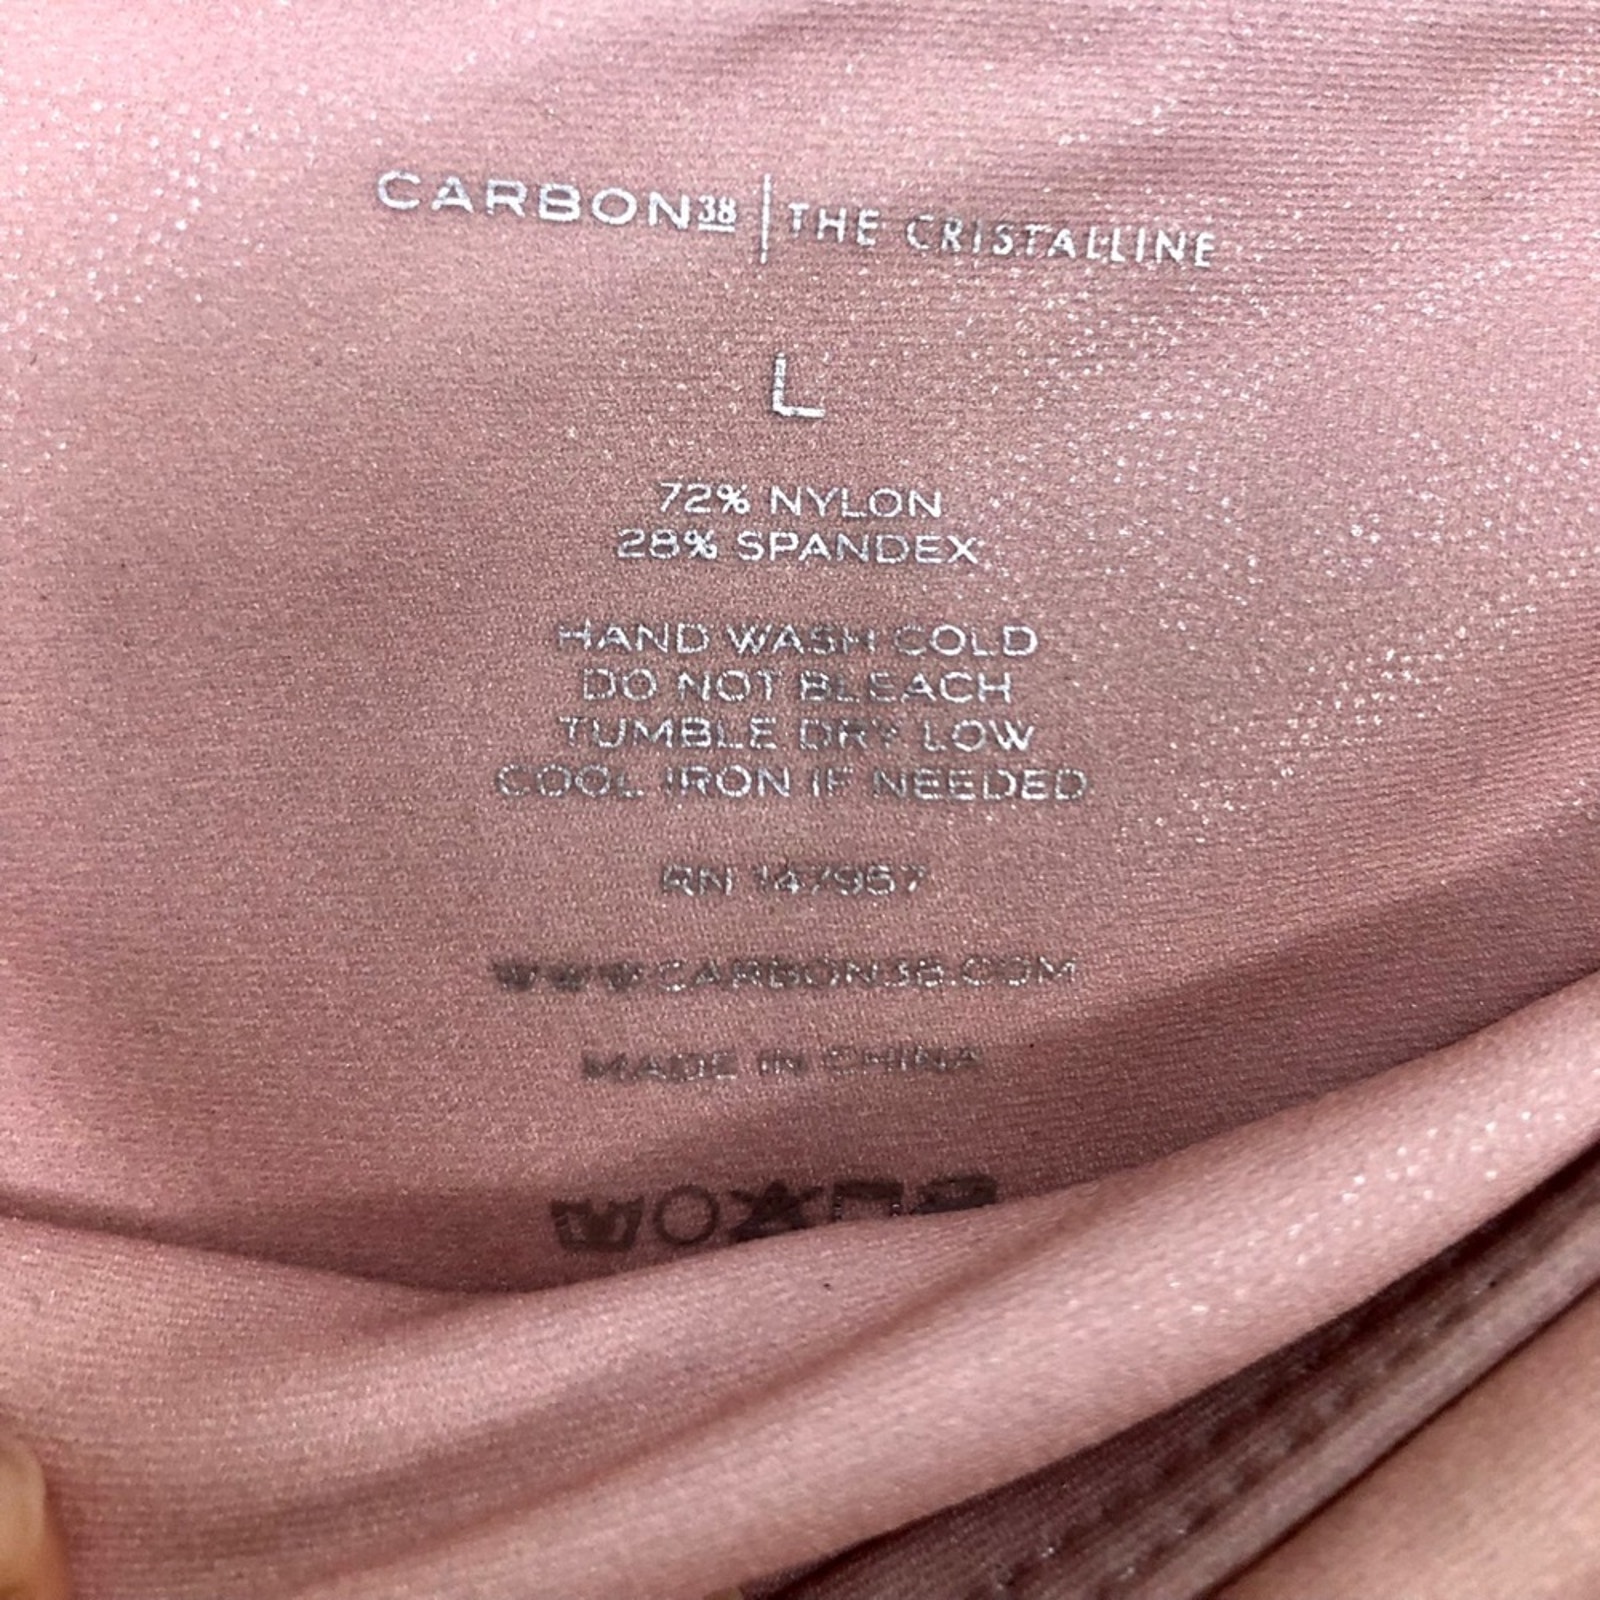 CARBON38 | THE CRISTALLINE
L
72% NYLON
28% SPANDEX
HAND WASH COLD
DO NOT BLEACH
TUMBLE DRY LOW
COOL IRON IF NEEDED
RN 147957
WWW.CARBON38.COM
MADE IN CHINA